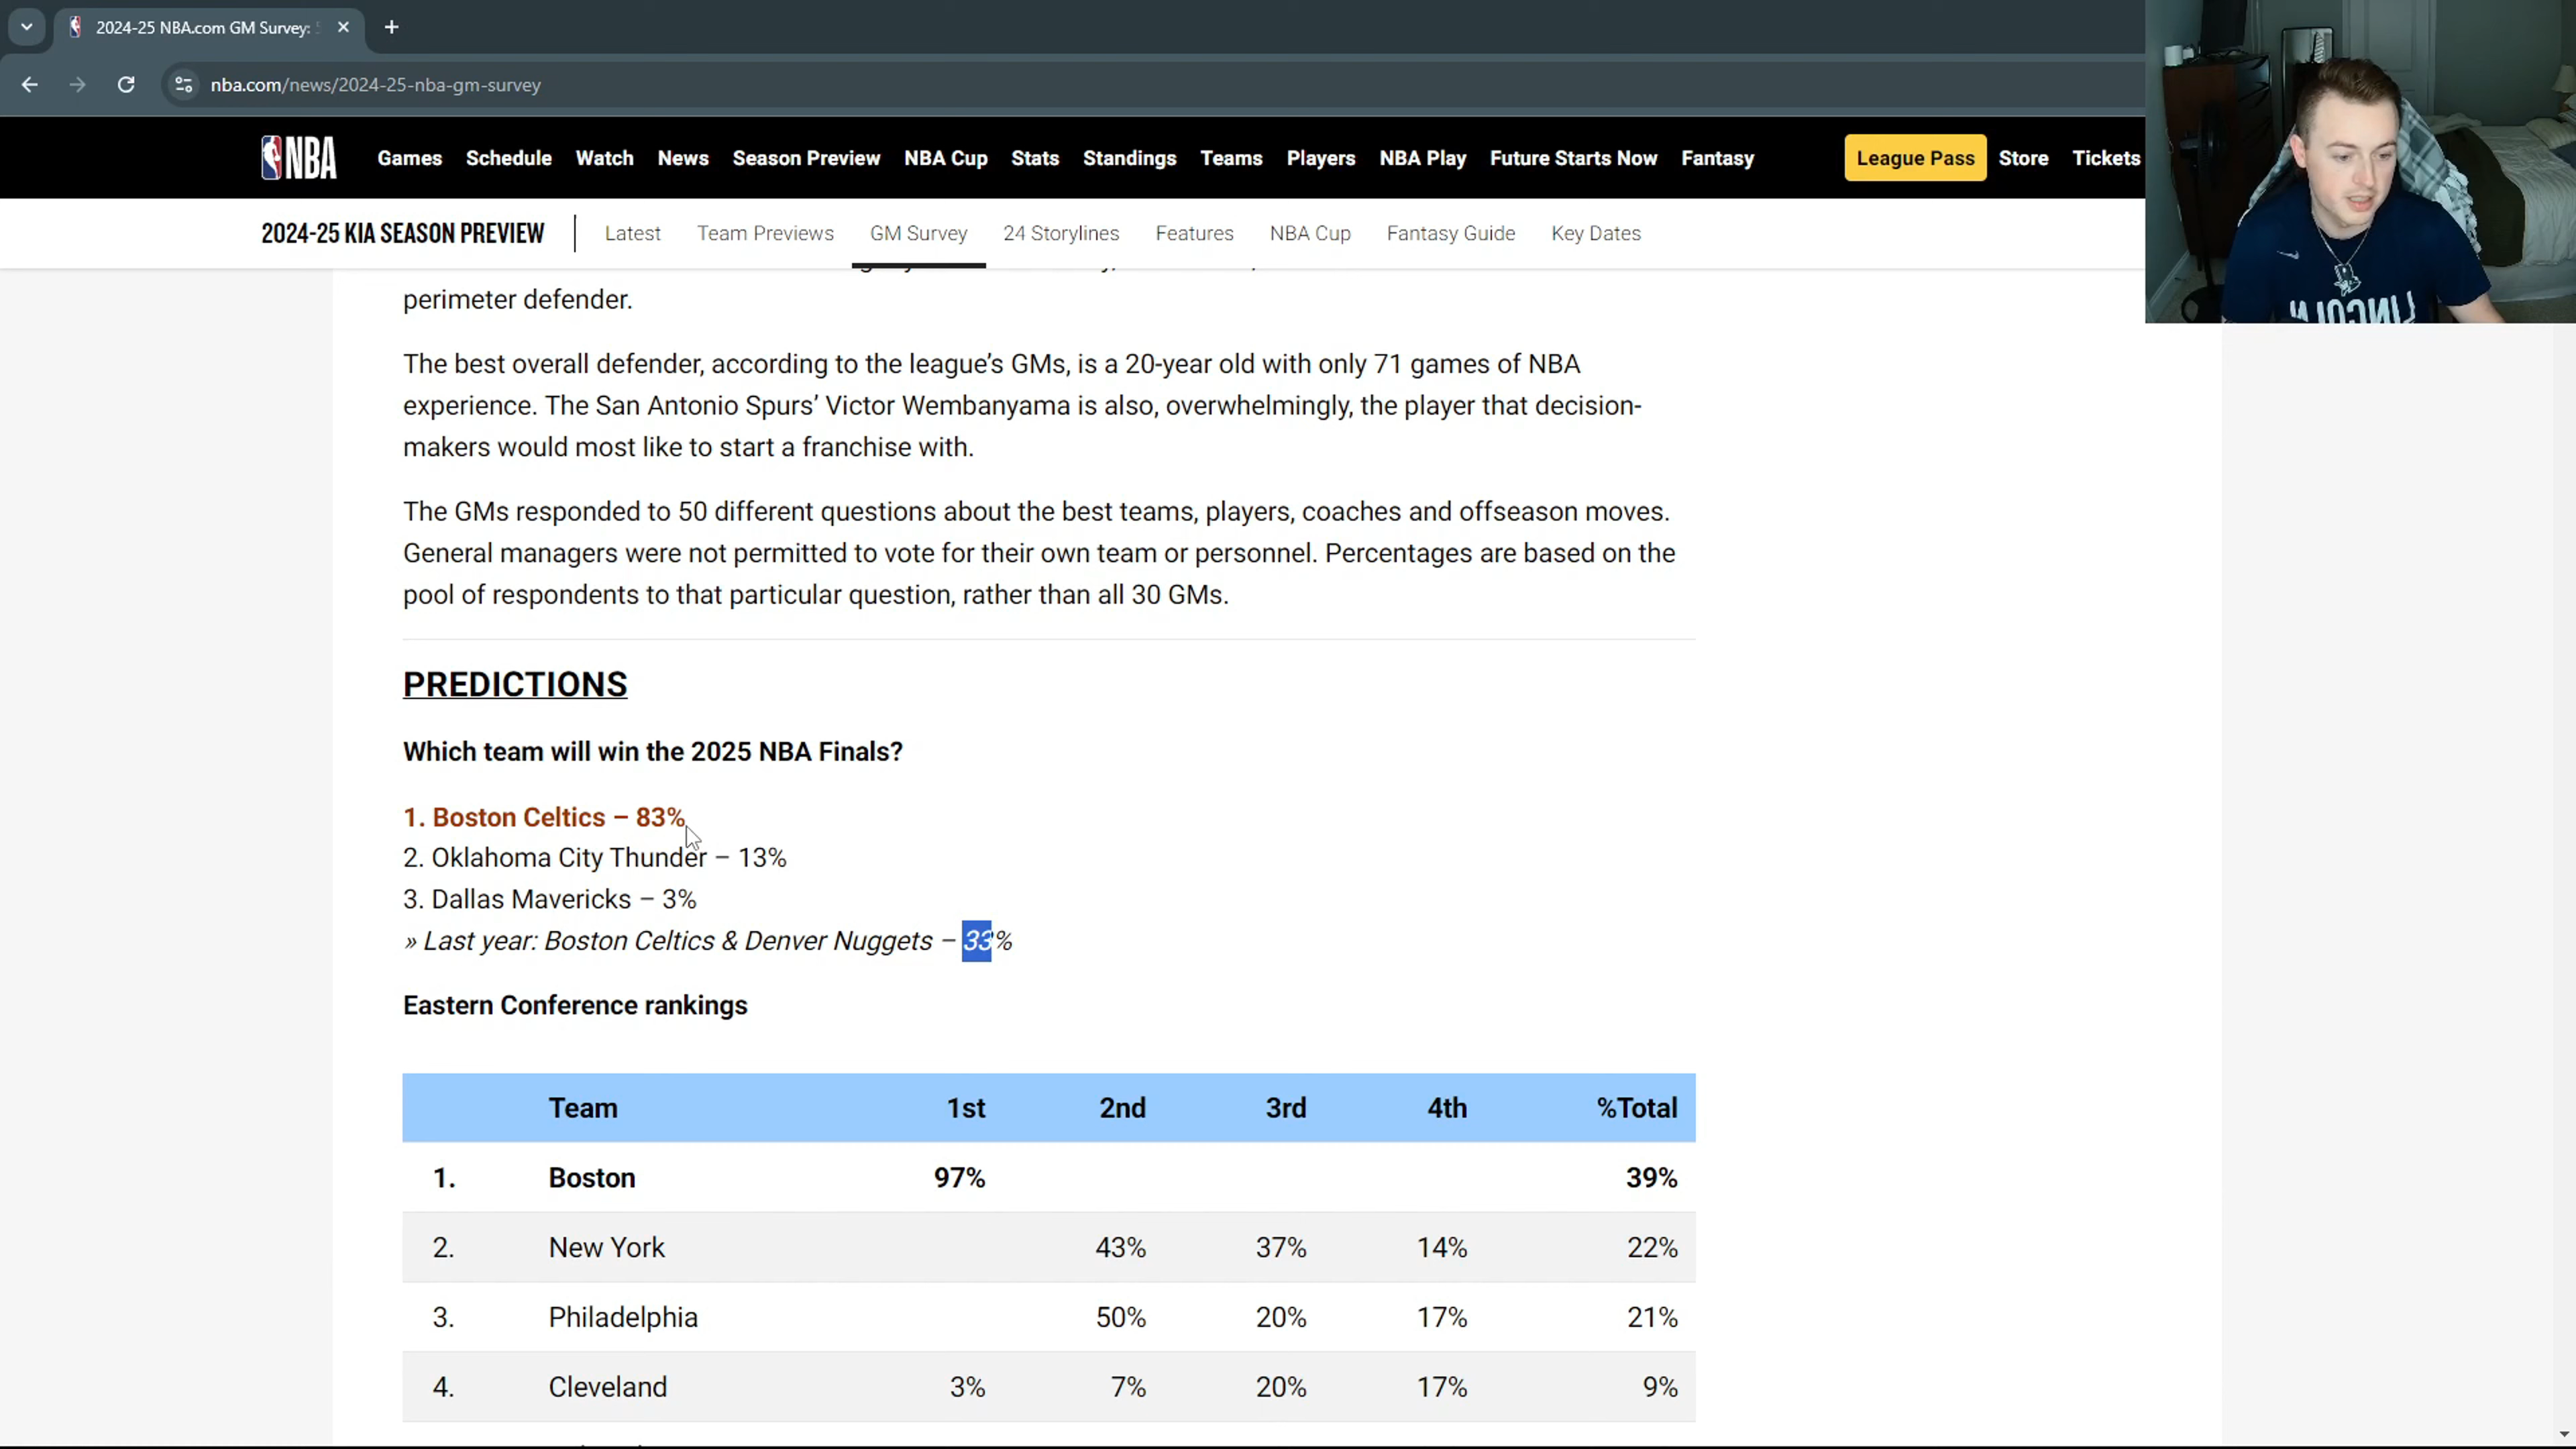 2024-25 NBA.com GM Survey:
nba.com/news/2024-25-nba-gm-survey
NBA Games Schedule Watch News Season Preview NBA Cup Stats Standings Teams Players NBA Play Future Starts Now Fantasy League Pass Store Tickets
2024-25 KIA SEASON PREVIEW Latest Team Previews GM Survey 24 Storylines Features NBA Cup Fantasy Guide Key Dates
perimeter defender.
The best overall defender, according to the league’s GMs, is a 20-year old with only 71 games of NBA
experience. The San Antonio Spurs’ Victor Wembanyama is also, overwhelmingly, the player that decision-
makers would most like to start a franchise with.
The GMs responded to 50 different questions about the best teams, players, coaches and offseason moves.
General managers were not permitted to vote for their own team or personnel. Percentages are based on the
pool of respondents to that particular question, rather than all 30 GMs.
PREDICTIONS
Which team will win the 2025 NBA Finals?
1. Boston Celtics – 83%
2. Oklahoma City Thunder – 13%
3. Dallas Mavericks – 3%
» Last year: Boston Celtics & Denver Nuggets – 33%
Eastern Conference rankings
Team 1st 2nd 3rd 4th %Total
1. Boston 97% 39%
2. New York 43% 37% 14% 22%
3. Philadelphia 50% 20% 17% 21%
4. Cleveland 3% 7% 20% 17% 9%
LINCOLN